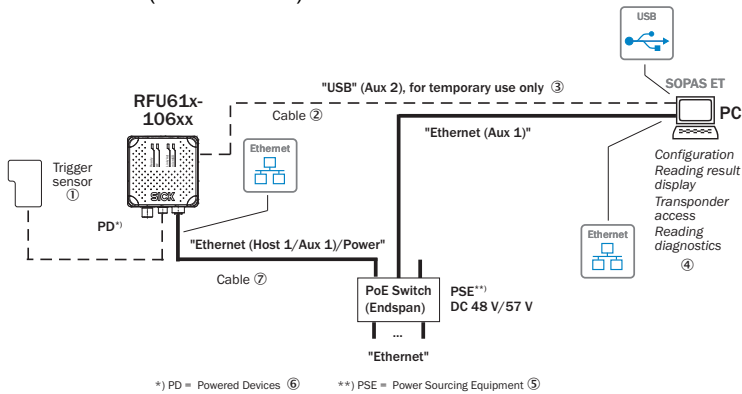 USB
"USB" (Aux 2), for temporary use only ③
SOPAS ET
RFU61x-
106xx
Cable ②
PC
"Ethernet (Aux 1)"
Ethernet
Trigger
sensor
①
SICK
Configuration
Reading result
display
Transponder
access
Reading
diagnostics
④
PD*)
"Ethernet (Host 1/Aux 1)/Power"
Ethernet
Cable ⑦
PoE Switch
(Endspan)
PSE**)
DC 48 V/57 V
...
"Ethernet"
*) PD = Powered Devices ⑥
**) PSE = Power Sourcing Equipment ⑤